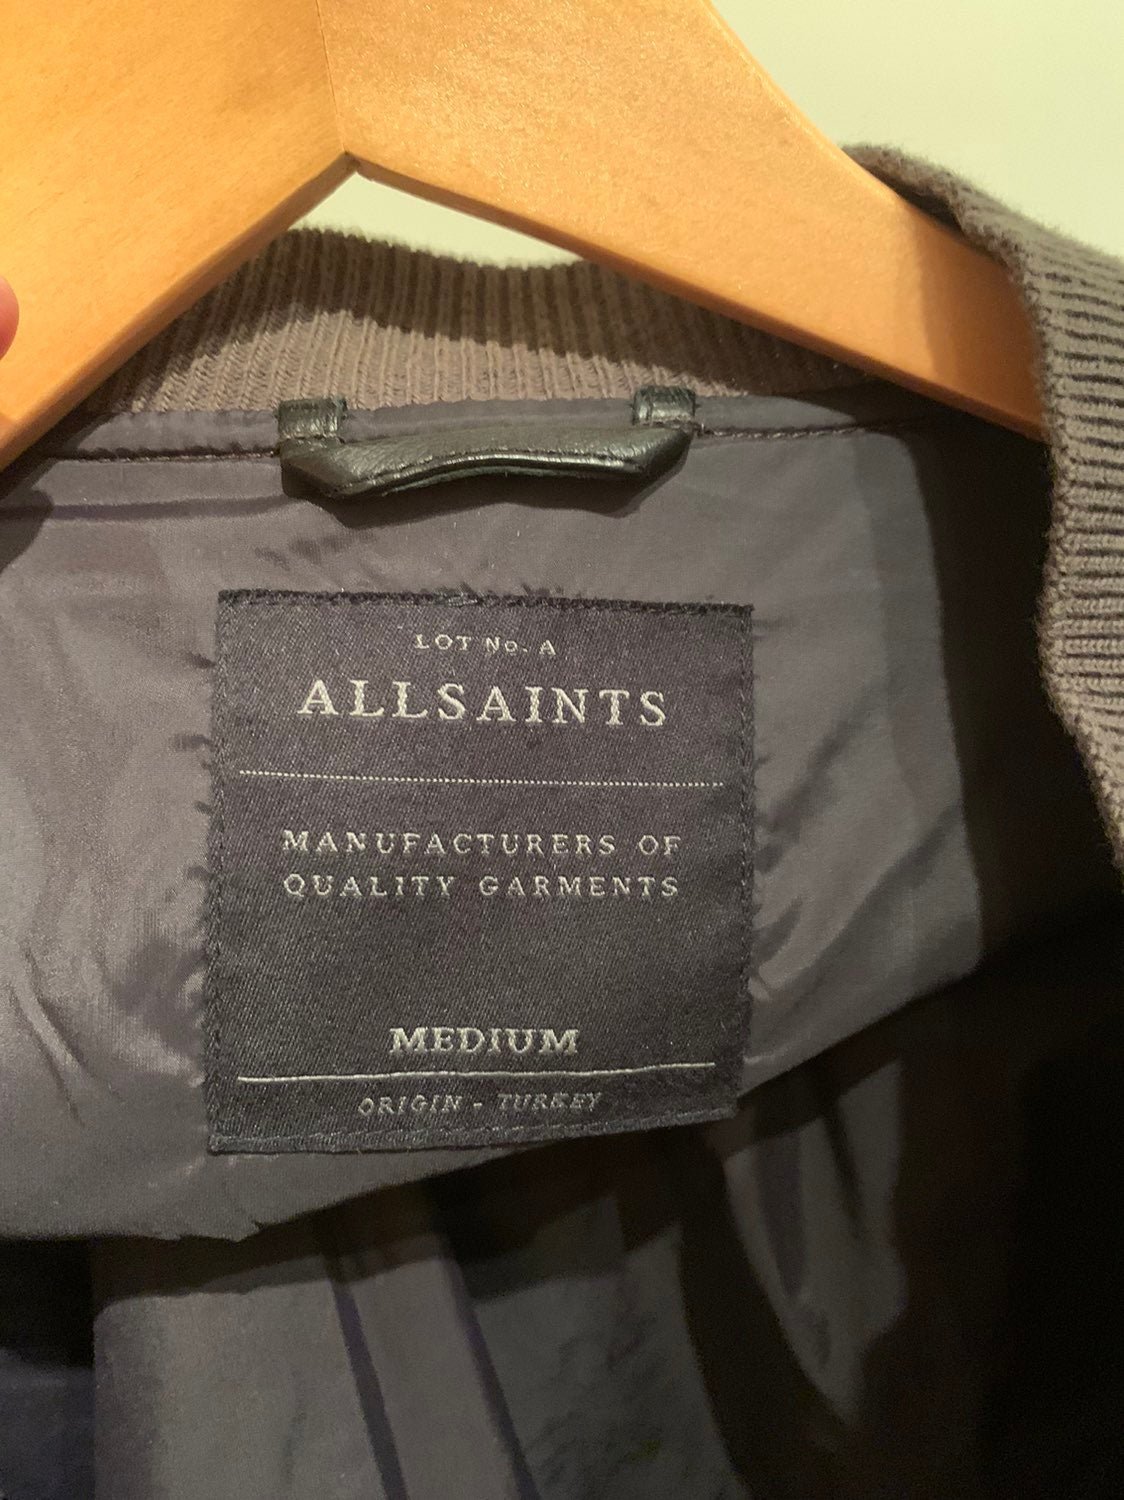 LOT No. A
ALLSAINTS
MANUFACTURERS OF
QUALITY GARMENTS
MEDIUM
ORIGIN - TURKEY